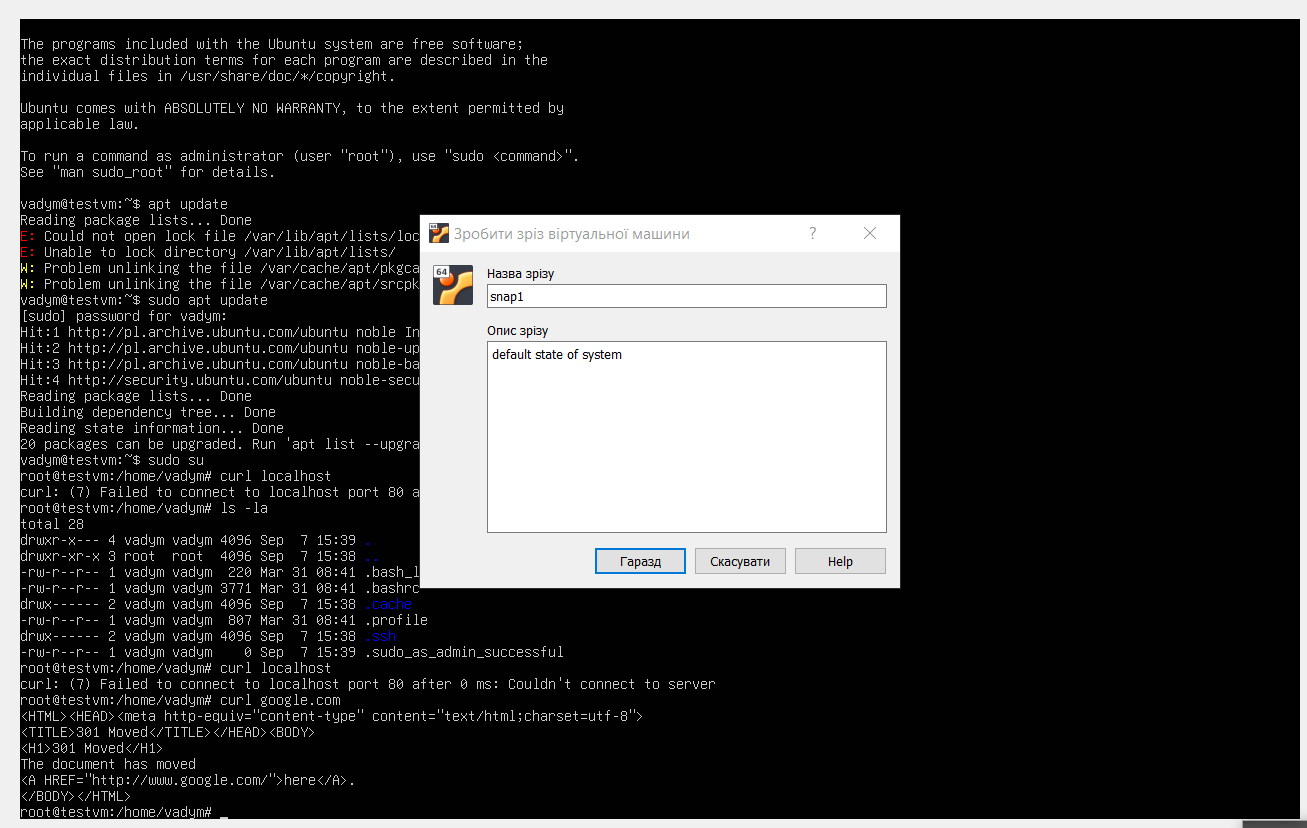 The programs included with the Ubuntu system are free software;
the exact distribution terms for each program are described in the
individual files in /usr/share/doc/*/copyright.
Ubuntu comes with ABSOLUTELY NO WARRANTY, to the extent permitted by
applicable law.
To run a command as administrator (user "root"), use "sudo <command>".
See "man sudo_root" for details.
vadym@testvm:~$ apt update
Reading package lists... Done
E: Could not open lock file /var/lib/apt/lists/loc
E: Unable to lock directory /var/lib/apt/lists/
W: Problem unlinking the file /var/cache/apt/pkgca
W: Problem unlinking the file /var/cache/apt/srcpk
vadym@testvm:~$ sudo apt update
[sudo] password for vadym:
Hit:1 http://pl.archive.ubuntu.com/ubuntu noble In
Hit:2 http://pl.archive.ubuntu.com/ubuntu noble-up
Hit:3 http://pl.archive.ubuntu.com/ubuntu noble-ba
Hit:4 http://security.ubuntu.com/ubuntu noble-secu
Reading package lists... Done
Building dependency tree... Done
Reading state information... Done
20 packages can be upgraded. Run 'apt list --upgra
vadym@testvm:~$ sudo su
root@testvm:/home/vadym# curl localhost
curl: (7) Failed to connect to localhost port 80 a
root@testvm:/home/vadym# ls -la
total 28
drwxr-x--- 4 vadym vadym 4096 Sep  7 15:39 .
drwxr-xr-x 3 root  root  4096 Sep  7 15:38 ..
-rw-r--r-- 1 vadym vadym  220 Mar 31 08:41 .bash_l
-rw-r--r-- 1 vadym vadym 3771 Mar 31 08:41 .bashrc
drwx------ 2 vadym vadym 4096 Sep  7 15:38 .cache
-rw-r--r-- 1 vadym vadym  807 Mar 31 08:41 .profile
drwx------ 2 vadym vadym 4096 Sep  7 15:38 .ssh
-rw-r--r-- 1 vadym vadym    0 Sep  7 15:39 .sudo_as_admin_successful
root@testvm:/home/vadym# curl localhost
curl: (7) Failed to connect to localhost port 80 after 0 ms: Couldn't connect to server
root@testvm:/home/vadym# curl google.com
<HTML><HEAD><meta http-equiv="content-type" content="text/html;charset=utf-8">
<TITLE>301 Moved</TITLE></HEAD><BODY>
<H1>301 Moved</H1>
The document has moved
<A HREF="http://www.google.com/">here</A>.
</BODY></HTML>
root@testvm:/home/vadym# _
Зробити зріз віртуальної машини ?
64
Назва зрізу
snap1
Опис зрізу
default state of system
Гаразд Скасувати Help